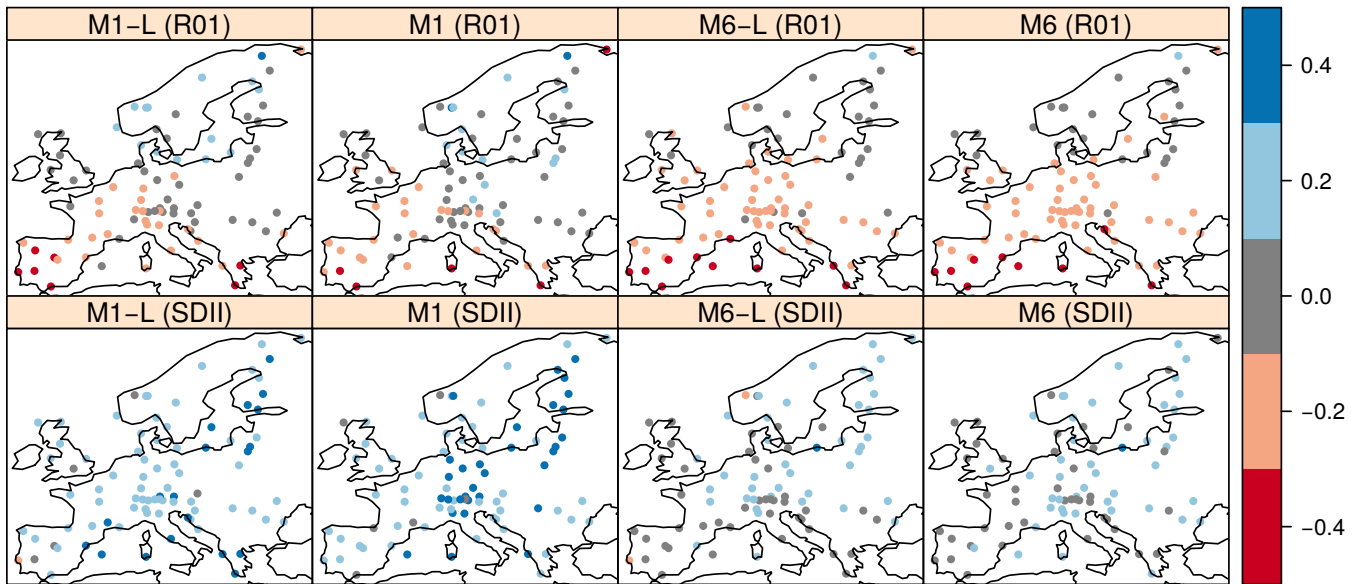 M1−L (R01) M1 (R01) M6−L (R01) M6 (R01)
0.4
0.2
0.0
M1−L (SDII) M1 (SDII) M6−L (SDII) M6 (SDII)
−0.2
−0.4